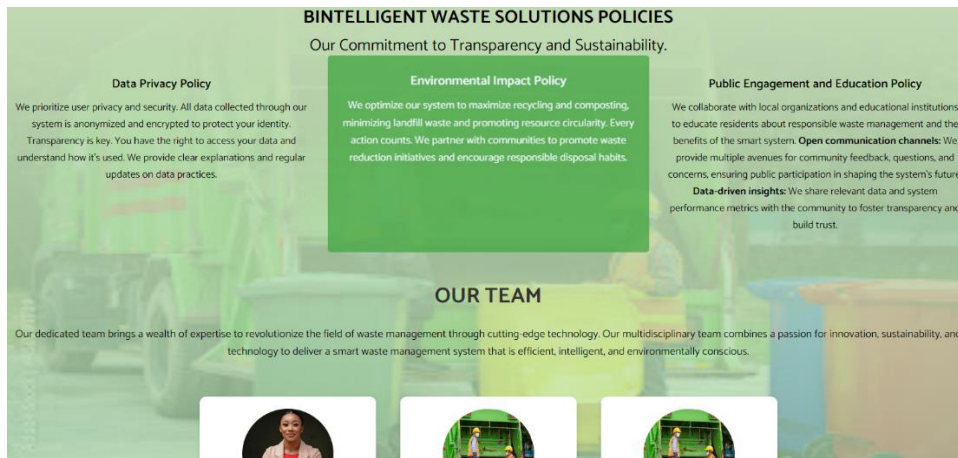 BINTELLIGENT WASTE SOLUTIONS POLICIES
Our Commitment to Transparency and Sustainability.
Data Privacy Policy
We prioritize user privacy and security. All data collected through our
system is anonymized and encrypted to protect your identity.
Transparency is key. You have the right to access your data and
understand how it's used. We provide clear explanations and regular
updates on data practices.
Environmental Impact Policy
We optimize our system to maximize recycling and composting,
minimizing landfill waste and promoting resource circularity. Every
action counts. We partner with communities to promote waste
reduction initiatives and encourage responsible disposal habits.
Public Engagement and Education Policy
We collaborate with local organizations and educational institutions
to educate residents about responsible waste management and the
benefits of the smart system. Open communication channels: We
provide multiple avenues for community feedback, questions, and
concerns, ensuring public participation in shaping the system's future
Data-driven insights: We share relevant data and system
performance metrics with the community to foster transparency and
build trust.
OUR TEAM
Our dedicated team brings a wealth of expertise to revolutionize the field of waste management through cutting-edge technology. Our multidisciplinary team combines a passion for innovation, sustainability, and
technology to deliver a smart waste management system that is efficient, intelligent, and environmentally conscious.